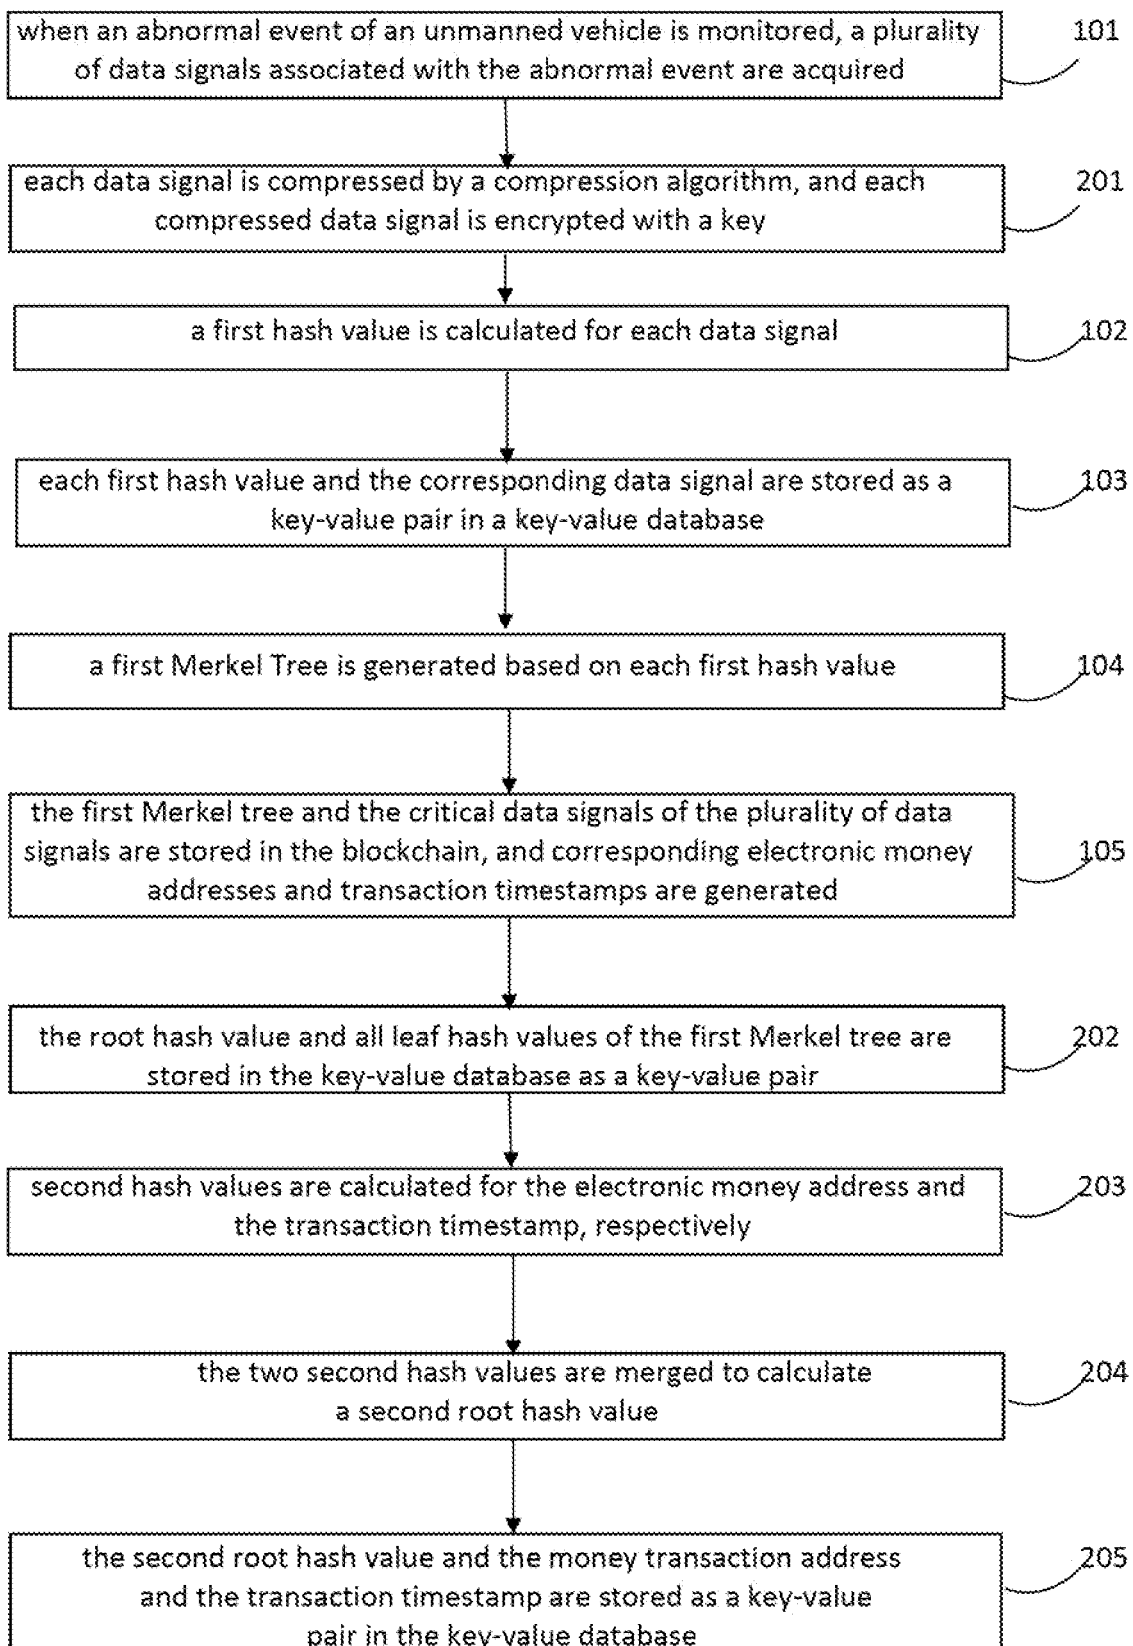 when an abnormal event of an unmanned vehicle is monitored, a plurality
of data signals associated with the abnormal event are acquired
101
each data signal is compressed by a compression algorithm, and each
compressed data signal is encrypted with a key
201
a first hash value is calculated for each data signal
102
each first hash value and the corresponding data signal are stored as a
key-value pair in a key-value database
103
a first Merkel Tree is generated based on each first hash value
104
the first Merkel tree and the critical data signals of the plurality of data
signals are stored in the blockchain, and corresponding electronic money
addresses and transaction timestamps are generated
105
the root hash value and all leaf hash values of the first Merkel tree are
stored in the key-value database as a key-value pair
202
second hash values are calculated for the electronic money address and
the transaction timestamp, respectively
203
the two second hash values are merged to calculate
a second root hash value
204
the second root hash value and the money transaction address
and the transaction timestamp are stored as a key-value
pair in the key-value database
205